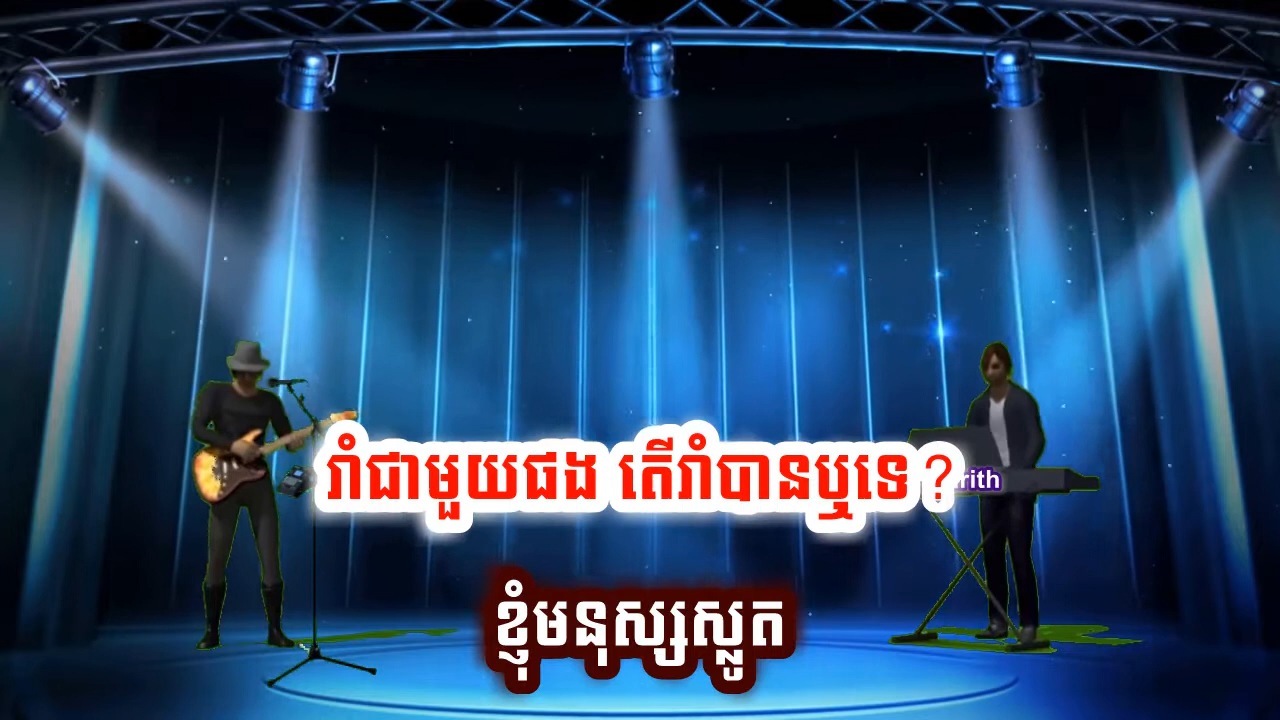 រាំជាមួយផង តើរាំបានឬទេ?
rith
ខ្ញុំមនុស្សស្លូត